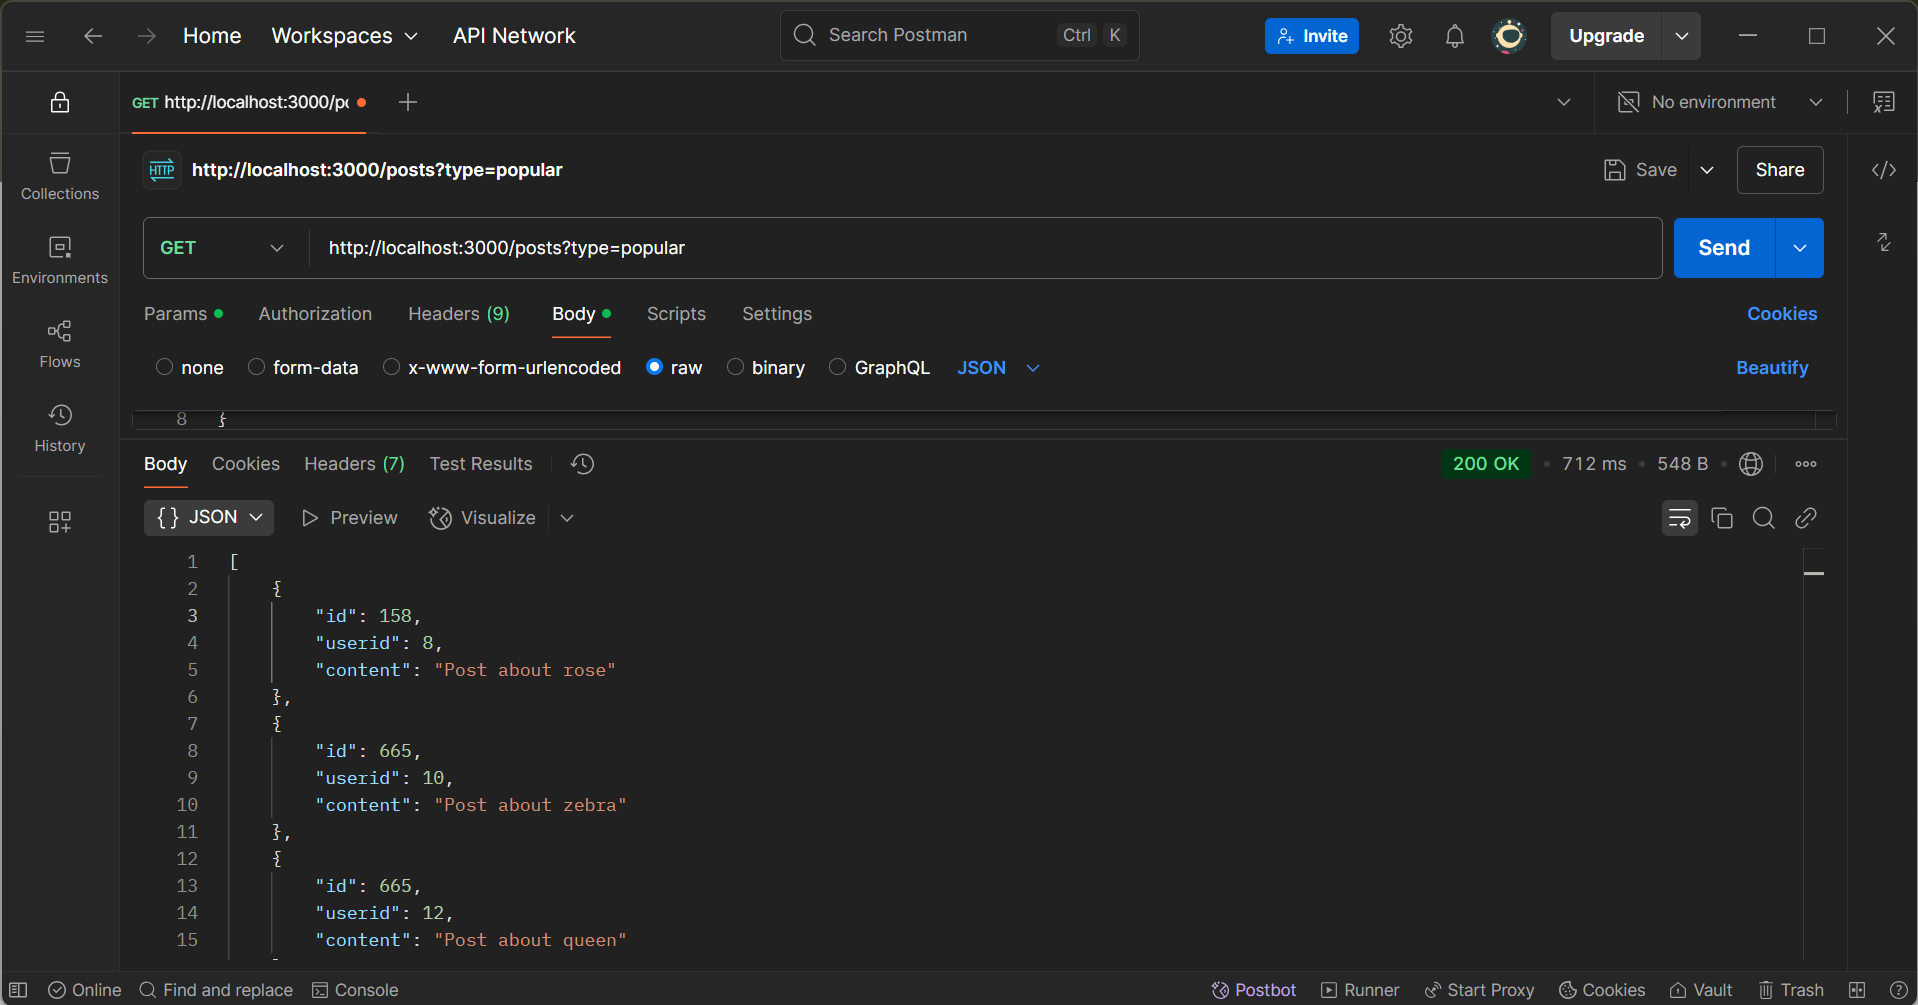 Home Workspaces API Network Search Postman Ctrl K Invite Upgrade
GET http://localhost:3000/po No environment
HTTP http://localhost:3000/posts?type=popular Save Share
Collections
GET http://localhost:3000/posts?type=popular Send
Environments
Params Authorization Headers (9) Body Scripts Settings Cookies
Flows
none form-data x-www-form-urlencoded raw binary GraphQL JSON Beautify
8 }
History
Body Cookies Headers (7) Test Results 200 OK • 712 ms • 548 B
{} JSON Preview Visualize
1 [
2 {
3 "id": 158,
4 "userid": 8,
5 "content": "Post about rose"
6 },
7 {
8 "id": 665,
9 "userid": 10,
10 "content": "Post about zebra"
11 },
12 {
13 "id": 665,
14 "userid": 12,
15 "content": "Post about queen"
Online Find and replace Console Postbot Runner Start Proxy Cookies Vault Trash